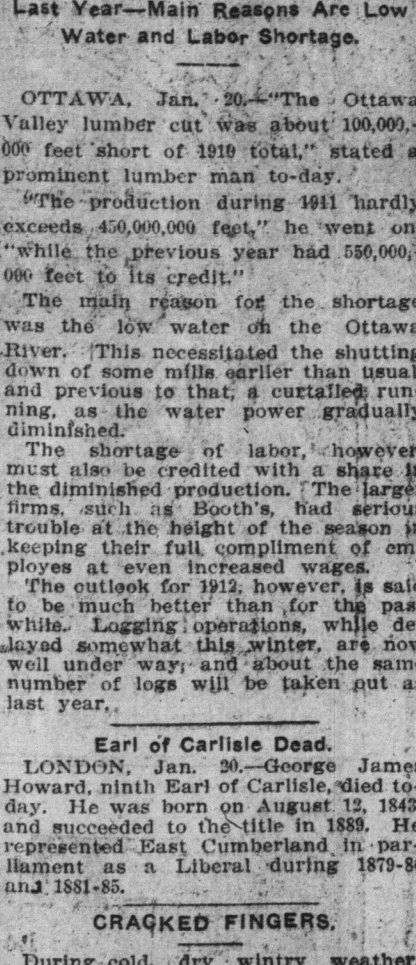 Last Year—Main Reasons Are Low
Water and Labor Shortage.
OTTAWA, Jan. 20.—"The Ottawa
Valley lumber cut was about 100,000,-
000 feet short of 1910 total," stated a
prominent lumber man to-day.
"The production during 1911 hardly
exceeds 450,000,000 feet," he went on
"while the previous year had 550,000,-
000 feet to its credit."
The main reason for the shortage
was the low water on the Ottawa
River. This necessitated the shutting
down of some mills earlier than usual
and previous to that, a curtailed run
ning, as the water power gradually
diminished.
The shortage of labor, however
must also be credited with a share in
the diminished production. The large
firms, such as Booth's, had seriou
trouble at the height of the season in
keeping their full compliment of em
ployes at even increased wages.
The outlook for 1912, however, is said
to be much better than for the pas
while. Logging operations, while de
layed somewhat this winter, are now
well under way, and about the sam
number of logs will be taken out a
last year.
Earl of Carlisle Dead.
LONDON, Jan. 20.—George James
Howard, ninth Earl of Carlisle, died to
day. He was born on August 12, 1843
and succeeded to the title in 1889. He
represented East Cumberland in par
liament as a Liberal during 1879-80
and 1881-85.
CRACKED FINGERS.
During cold, dry wintry weather